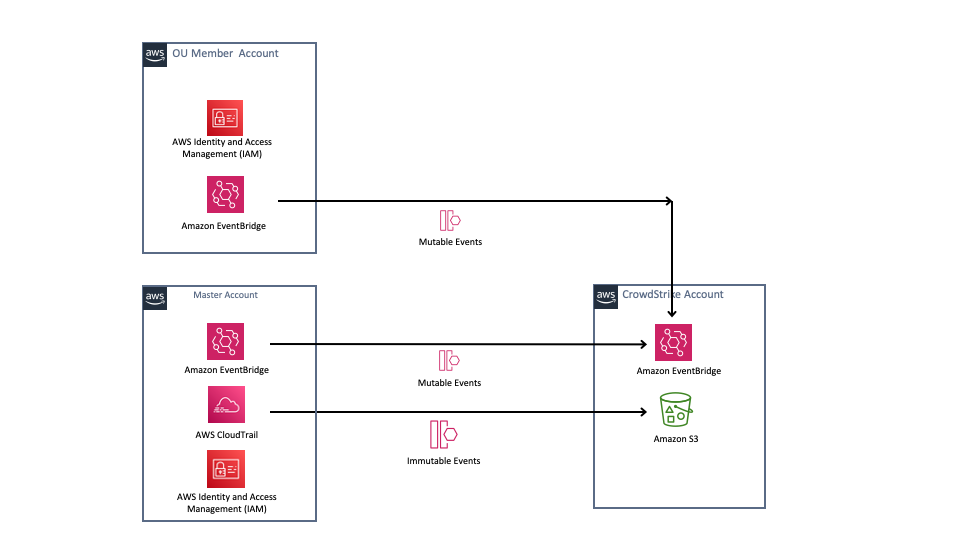 aws
OU Member Account
AWS Identity and Access
Management (IAM)
Amazon EventBridge
Mutable Events
aws
Master Account
aws
CrowdStrike Account
Amazon EventBridge
Mutable Events
Amazon EventBridge
AWS CloudTrail
Immutable Events
Amazon S3
AWS Identity and Access
Management (IAM)